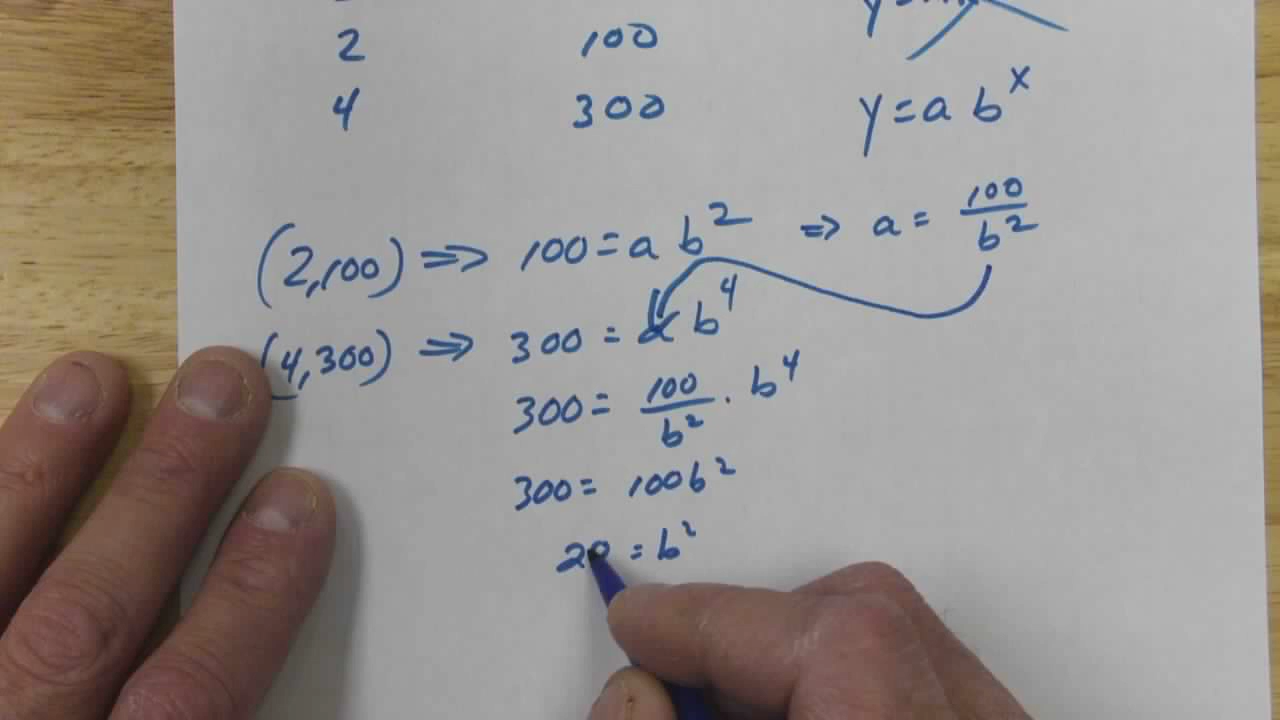 2 100
4 300 y = a b^x
(2,100) ⇒ 100 = a b^2 ⇒ a = 100/b^2
(4,300) ⇒ 300 = a b^4
300 = 100/b^2 · b^4
300 = 100b^2
20 = b^2